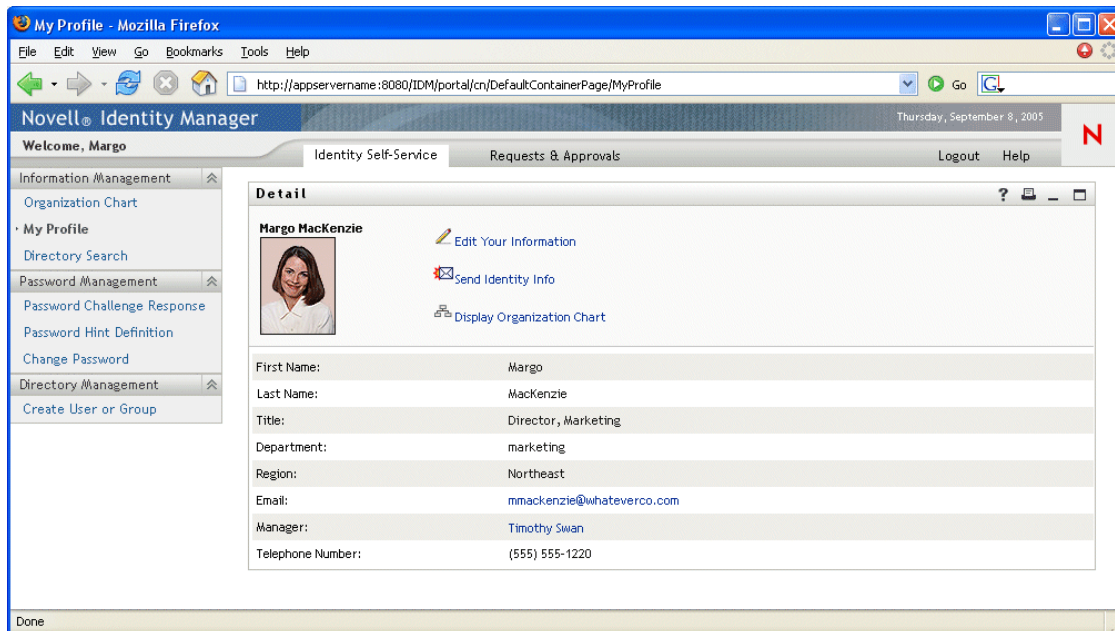 My Profile - Mozilla Firefox
File Edit View Go Bookmarks Tools Help
http://appservername:8080/IDM/portal/cn/DefaultContainerPage/MyProfile Go G
Novell® Identity Manager Thursday, September 8, 2005
N
Welcome, Margo Identity Self-Service Requests & Approvals Logout Help
Information Management
Organization Chart
· My Profile
Directory Search
Password Management
Password Challenge Response
Password Hint Definition
Change Password
Directory Management
Create User or Group
Detail ?
Margo MacKenzie
Edit Your Information
Send Identity Info
Display Organization Chart
First Name: Margo
Last Name: MacKenzie
Title: Director, Marketing
Department: marketing
Region: Northeast
Email: mmackenzie@whateverco.com
Manager: Timothy Swan
Telephone Number: (555) 555-1220
Done